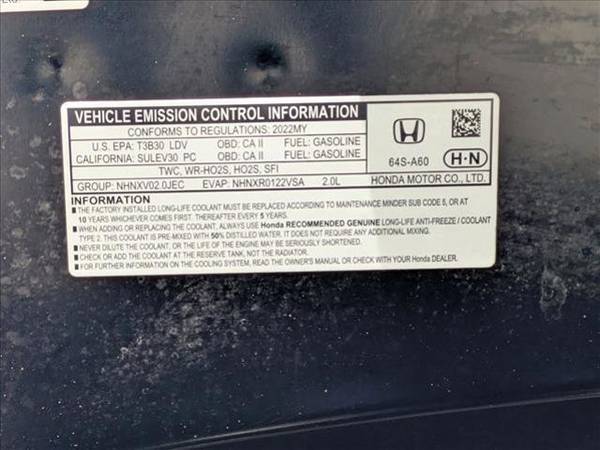 VEHICLE EMISSION CONTROL INFORMATION
CONFORMS TO REGULATIONS: 2022MY
U.S. EPA: T3B30 LDV OBD: CA II FUEL: GASOLINE
CALIFORNIA: SULEV30 PC OBD: CA II FUEL: GASOLINE
TWC, WR-HO2S, HO2S, SFI
GROUP: NHNXV02.0JEC EVAP: NHNXR0122VSA 2.0L
64S-A60
H·N
HONDA MOTOR CO., LTD.
INFORMATION
■ THE FACTORY INSTALLED LONG-LIFE COOLANT MUST BE REPLACED ACCORDING TO MAINTENANCE MINDER SUB CODE 5, OR AT
10 YEARS WHICHEVER COMES FIRST. THEREAFTER EVERY 5 YEARS.
■ WHEN ADDING OR REPLACING COOLANT, ALWAYS USE Honda RECOMMENDED GENUINE LONG-LIFE ANTI-FREEZE / COOLANT
TYPE 2. THIS COOLANT IS PRE-MIXED WITH 50% DISTILLED WATER. IT DOES NOT REQUIRE ANY ADDITIONAL MIXING.
■ NEVER DILUTE THE COOLANT, OR THE LIFE OF THE ENGINE MAY BE SERIOUSLY SHORTENED.
■ CHECK OR ADD COOLANT AT THE RESERVE TANK, NOT THE RADIATOR.
■ FOR FURTHER INFORMATION ON THE COOLING SYSTEM, READ THE OWNER'S MANUAL OR CHECK WITH YOUR Honda DEALER.